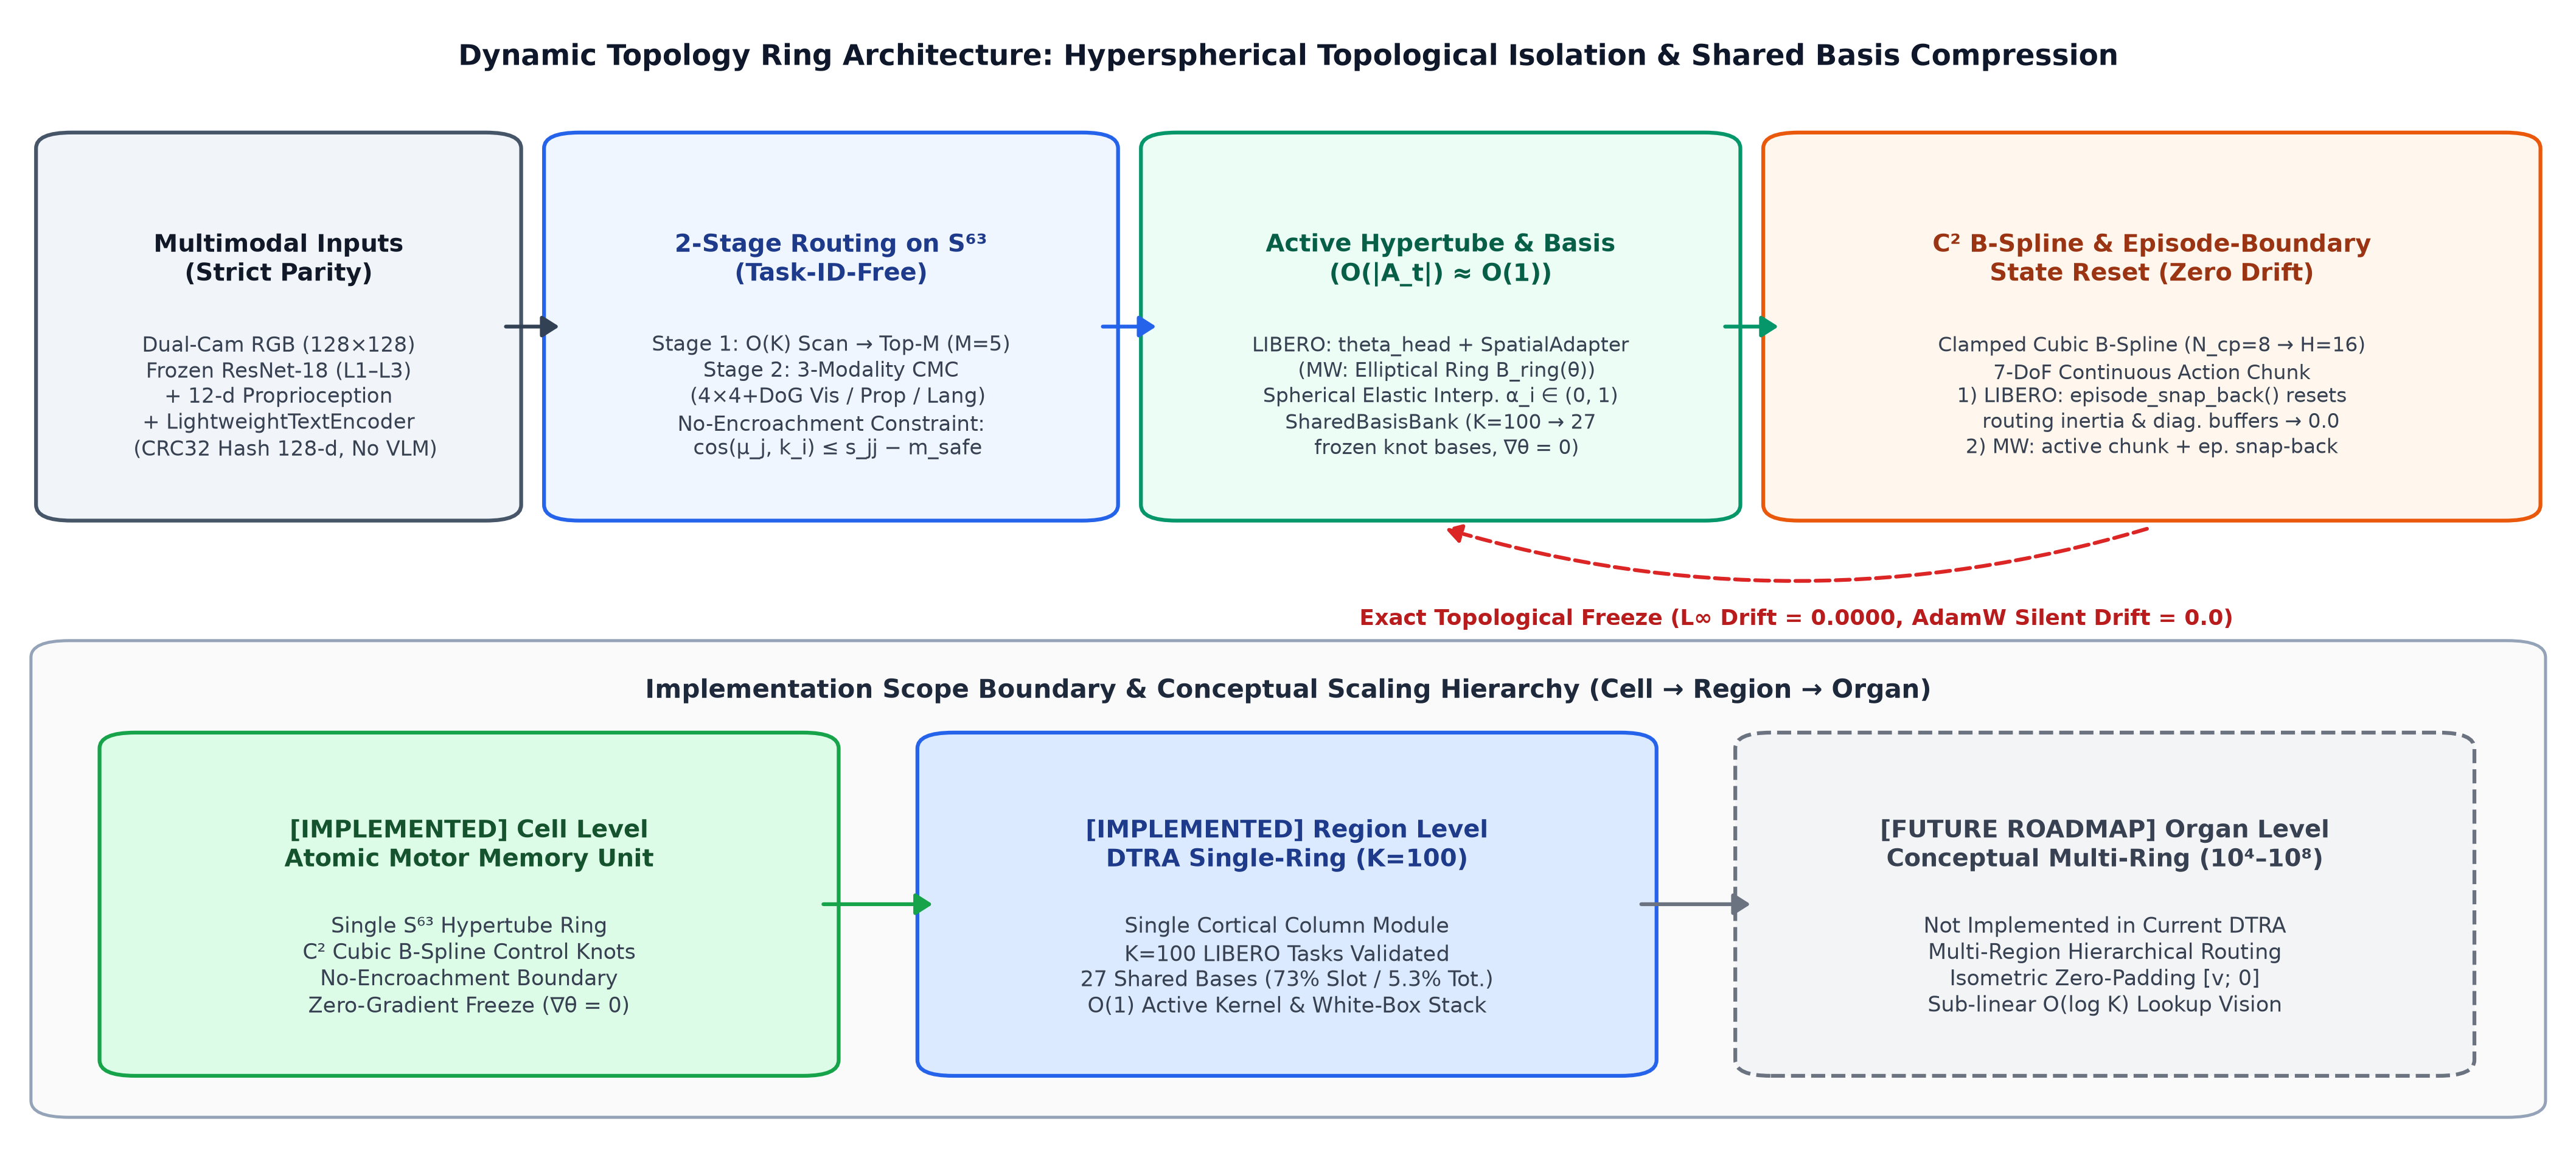 Dynamic Topology Ring Architecture: Hyperspherical Topological Isolation & Shared Basis Compression
Multimodal Inputs
(Strict Parity)
Dual-Cam RGB (128×128)
Frozen ResNet-18 (L1–L3)
+ 12-d Proprioception
+ LightweightTextEncoder
(CRC32 Hash 128-d, No VLM)
2-Stage Routing on S⁶³
(Task-ID-Free)
Stage 1: O(K) Scan → Top-M (M=5)
Stage 2: 3-Modality CMC
(4×4+DoG Vis / Prop / Lang)
No-Encroachment Constraint:
cos(μ_j, k_i) ≤ s_jj − m_safe
Active Hypertube & Basis
(O(|A_t|) ≈ O(1))
LIBERO: theta_head + SpatialAdapter
(MW: Elliptical Ring B_ring(θ))
Spherical Elastic Interp. α_i ∈ (0, 1)
SharedBasisBank (K=100 → 27
frozen knot bases, ∇θ = 0)
C² B-Spline & Episode-Boundary
State Reset (Zero Drift)
Clamped Cubic B-Spline (N_cp=8 → H=16)
7-DoF Continuous Action Chunk
1) LIBERO: episode_snap_back() resets
routing inertia & diag. buffers → 0.0
2) MW: active chunk + ep. snap-back
Exact Topological Freeze (L∞ Drift = 0.0000, AdamW Silent Drift = 0.0)
Implementation Scope Boundary & Conceptual Scaling Hierarchy (Cell → Region → Organ)
[IMPLEMENTED] Cell Level
Atomic Motor Memory Unit
Single S⁶³ Hypertube Ring
C² Cubic B-Spline Control Knots
No-Encroachment Boundary
Zero-Gradient Freeze (∇θ = 0)
[IMPLEMENTED] Region Level
DTRA Single-Ring (K=100)
Single Cortical Column Module
K=100 LIBERO Tasks Validated
27 Shared Bases (73% Slot / 5.3% Tot.)
O(1) Active Kernel & White-Box Stack
[FUTURE ROADMAP] Organ Level
Conceptual Multi-Ring (10⁴–10⁸)
Not Implemented in Current DTRA
Multi-Region Hierarchical Routing
Isometric Zero-Padding [v; 0]
Sub-linear O(log K) Lookup Vision